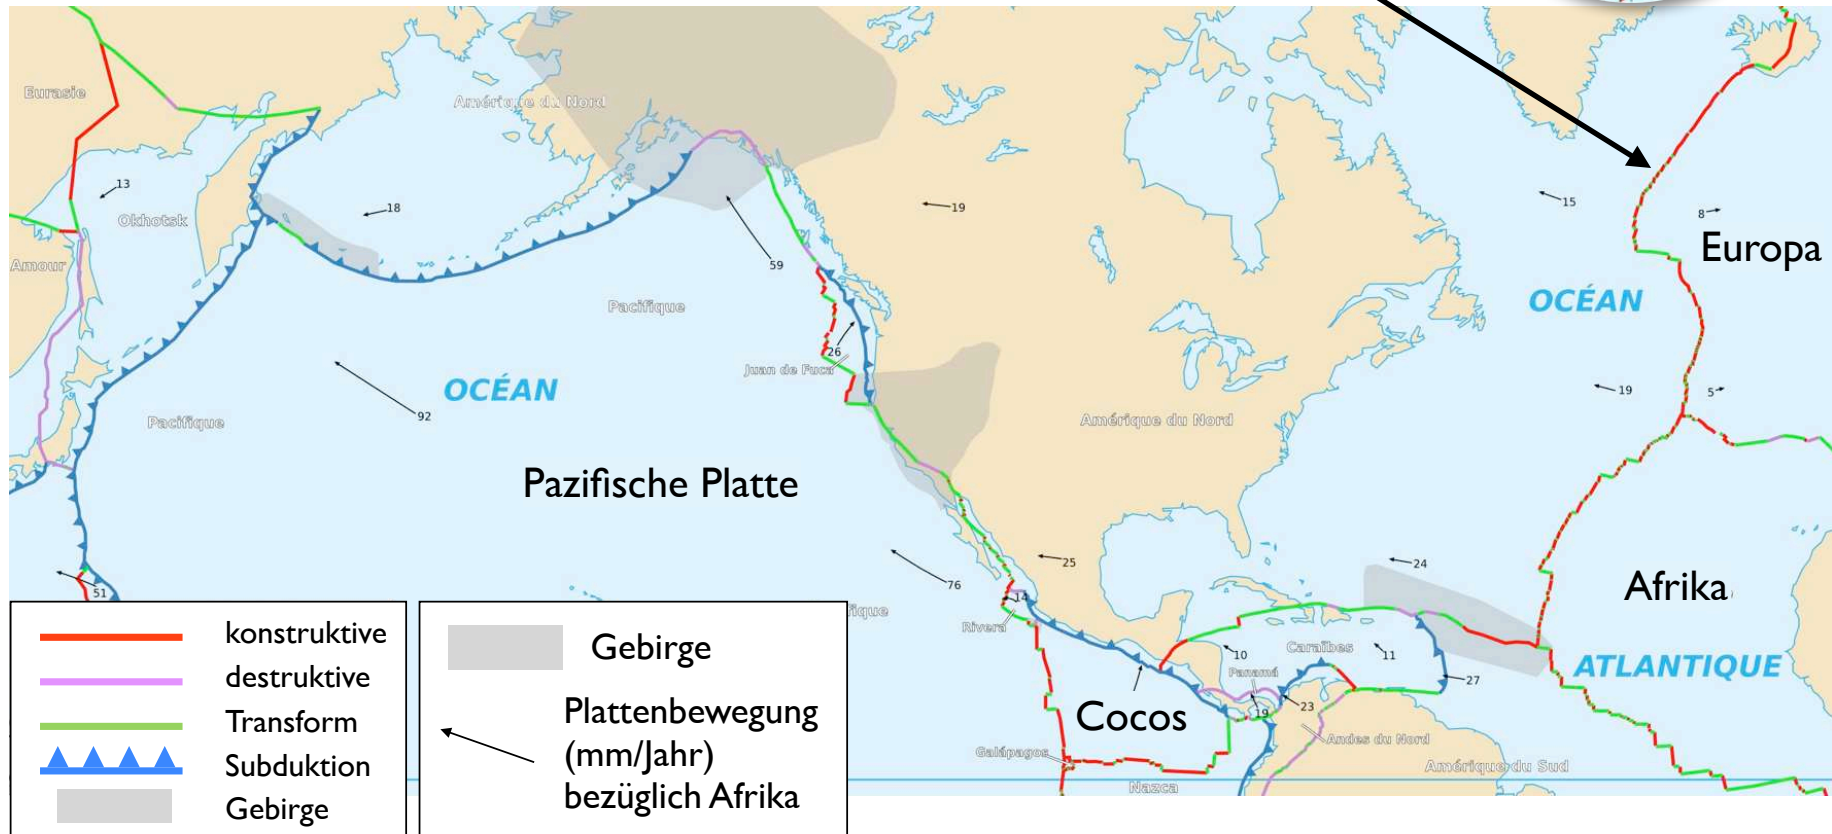 Eurasie
Amérique du Nord
13
Okhotsk
18
19
15
8
Europa
Amour
59
Pacifique
OCÉAN
26
Juan de Fuca
OCÉAN
19
5
92
Pacifique
Amérique du Nord
Pazifische Platte
76
25
24
51
14
Afrika
Rivera
ifique
10
Caraïbes
11
Panamá
27
ATLANTIQUE
19
23
Cocos
Andes du Nord
Galápagos
Amérique du Sud
Nazca
konstruktive
destruktive
Transform
Subduktion
Gebirge
Gebirge
Plattenbewegung
(mm/Jahr)
bezüglich Afrika